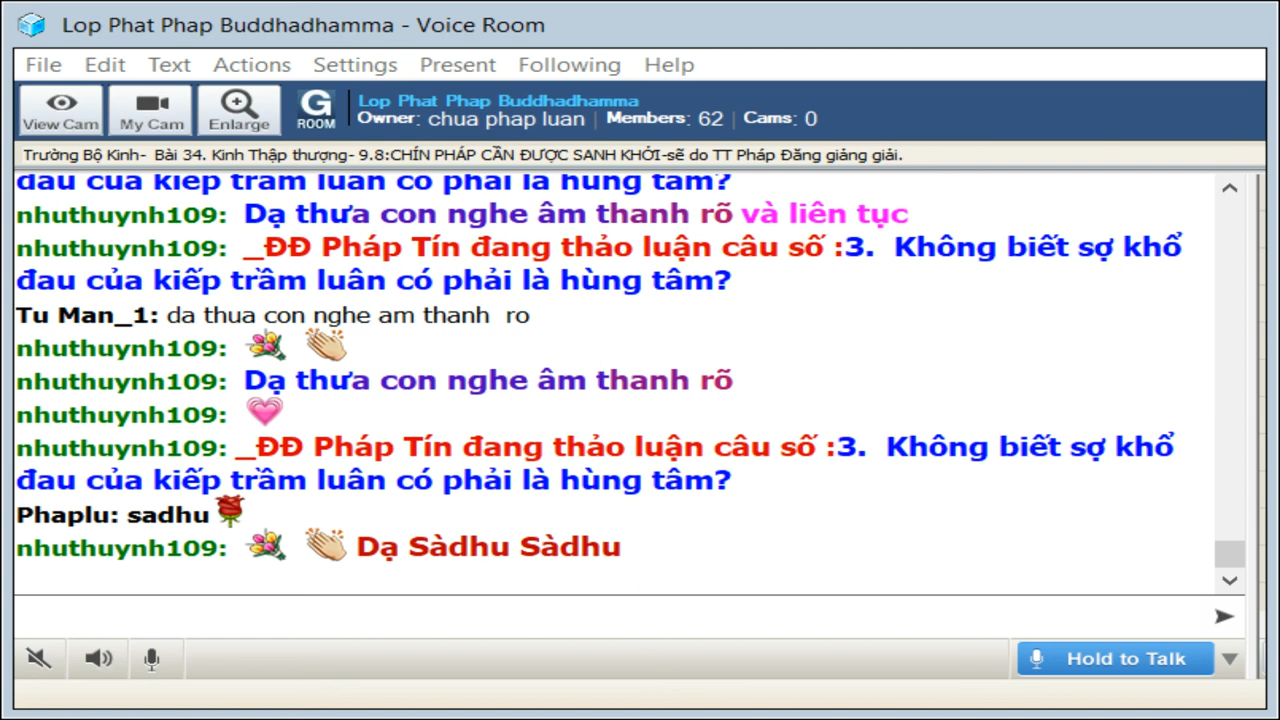 Lop Phat Phap Buddhadhamma - Voice Room
File Edit Text Actions Settings Present Following Help
View Cam My Cam Enlarge G ROOM
Lop Phat Phap Buddhadhamma
Owner: chua phap luan | Members: 62 | Cams: 0
Trường Bộ Kinh- Bài 34. Kinh Thập thượng- 9.8:CHÍN PHÁP CẦN ĐƯỢC SANH KHỞI-sẽ do TT Pháp Đăng giảng giải.
đau của kiếp trầm luân có phải là hùng tâm?
nhuthuynh109: Dạ thưa con nghe âm thanh rõ và liên tục
nhuthuynh109: _ĐĐ Pháp Tín đang thảo luận câu số :3. Không biết sợ khổ
đau của kiếp trầm luân có phải là hùng tâm?
Tu Man_1: da thua con nghe am thanh ro
nhuthuynh109:
nhuthuynh109: Dạ thưa con nghe âm thanh rõ
nhuthuynh109:
nhuthuynh109: _ĐĐ Pháp Tín đang thảo luận câu số :3. Không biết sợ khổ
đau của kiếp trầm luân có phải là hùng tâm?
Phaplu: sadhu
nhuthuynh109: Dạ Sàdhu Sàdhu
Hold to Talk